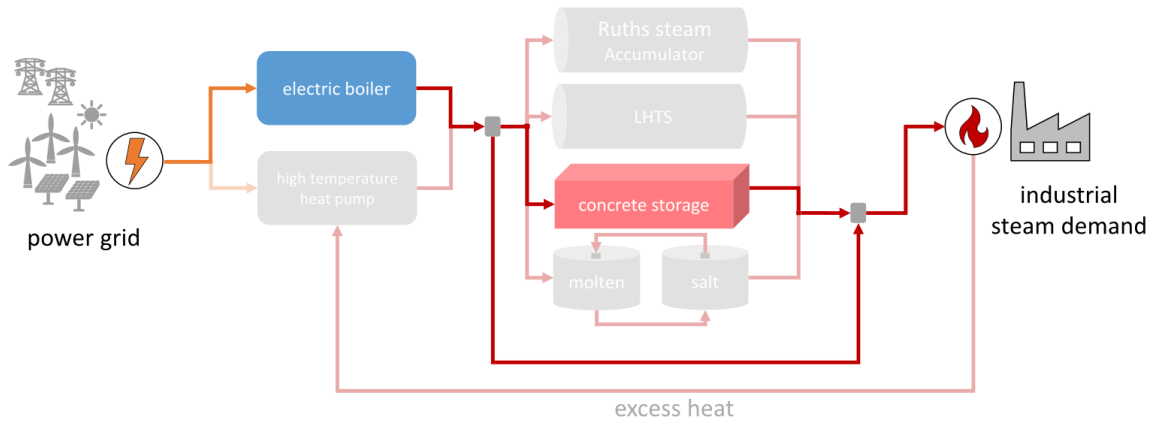 power grid
electric boiler
high temperature
heat pump
Ruths steam
Accumulator
LHTS
concrete storage
molten
salt
industrial
steam demand
excess heat